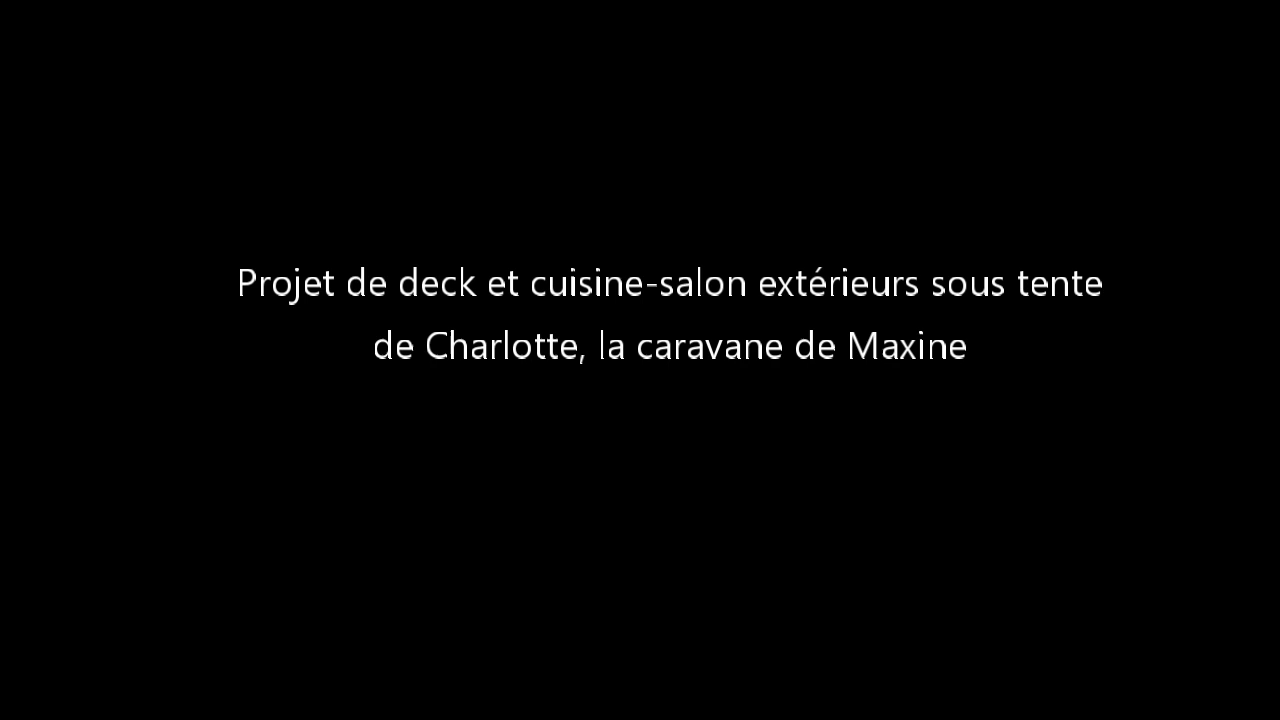 Projet de deck et cuisine-salon extérieurs sous tente
de Charlotte, la caravane de Maxine